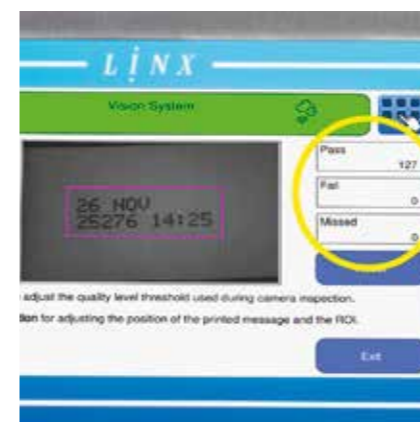 LINX
Vision System
Pass
127
Fail
0
Missed
0
26 NOV
25276 14:25
adjust the quality level threshold used during camera inspection.
for adjusting the position of the printed message and the ROI.
Exit